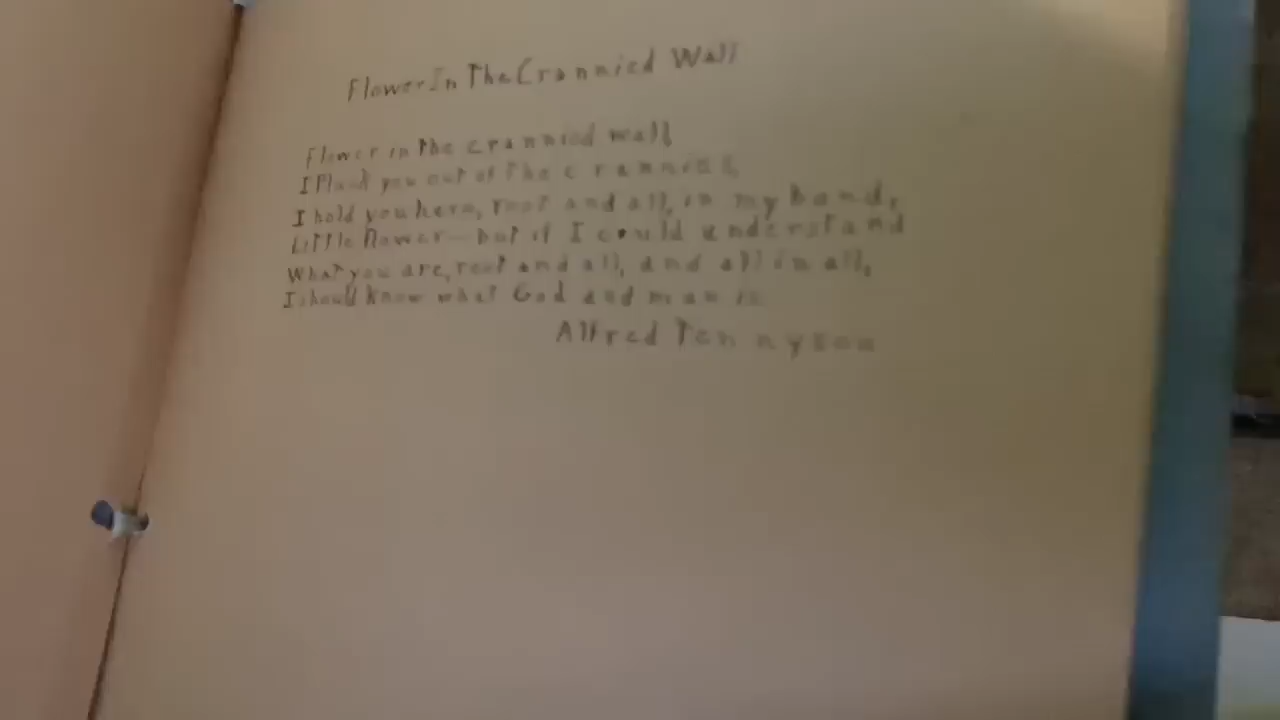 Flower In The Crannied Wall
Flower in the crannied wall,
I Pluck you out of the crannies,
I hold you here, root and all, in my hand,
Little flower—but if I could understand
What you are, root and all, and all in all,
I should know what God and man is
Alfred Tennyson